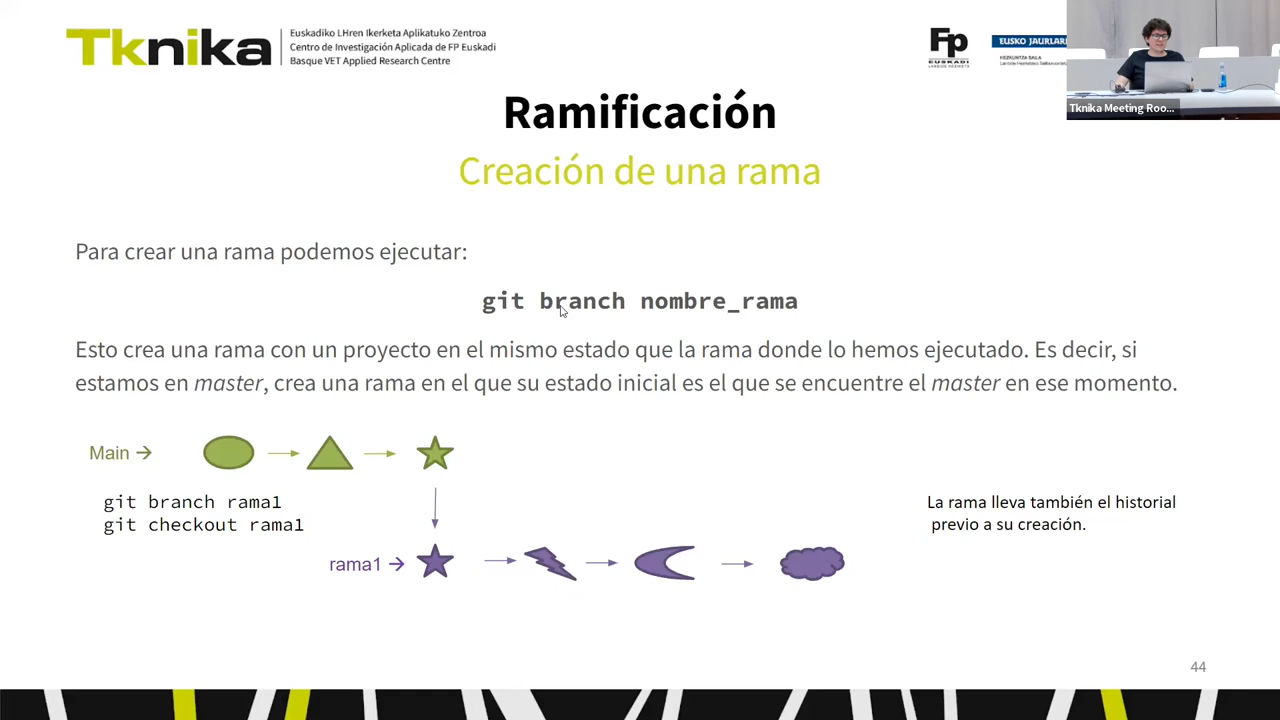 Tknika
Euskadiko LHren Ikerketa Aplikatuko Zentroa
Centro de Investigación Aplicada de FP Euskadi
Basque VET Applied Research Centre
Fp
EUSKADI
LANBIDE HEZIKETA
EUSKO JAURLAR
HEZKUNTZA SAILA
Tknika Meeting Roo...
Ramificación
Creación de una rama
Para crear una rama podemos ejecutar:
git branch nombre_rama
Esto crea una rama con un proyecto en el mismo estado que la rama donde lo hemos ejecutado. Es decir, si
estamos en master, crea una rama en el que su estado inicial es el que se encuentre el master en ese momento.
Main →
git branch rama1
git checkout rama1
rama1 →
La rama lleva también el historial
previo a su creación.
44